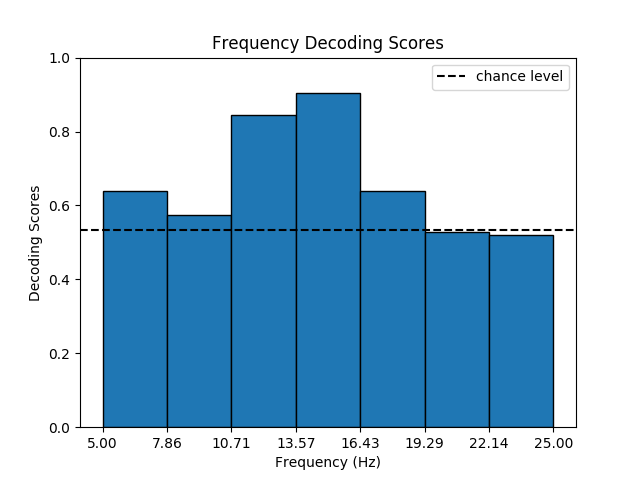 Frequency Decoding Scores
chance level
1.0
0.8
0.6
0.4
0.2
0.0
Decoding Scores
5.00 7.86 10.71 13.57 16.43 19.29 22.14 25.00
Frequency (Hz)